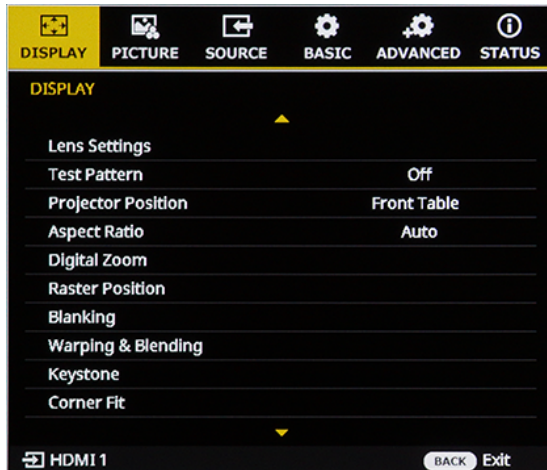 DISPLAY PICTURE SOURCE BASIC ADVANCED STATUS
DISPLAY
Lens Settings
Test Pattern Off
Projector Position Front Table
Aspect Ratio Auto
Digital Zoom
Raster Position
Blanking
Warping & Blending
Keystone
Corner Fit
HDMI 1 BACK Exit